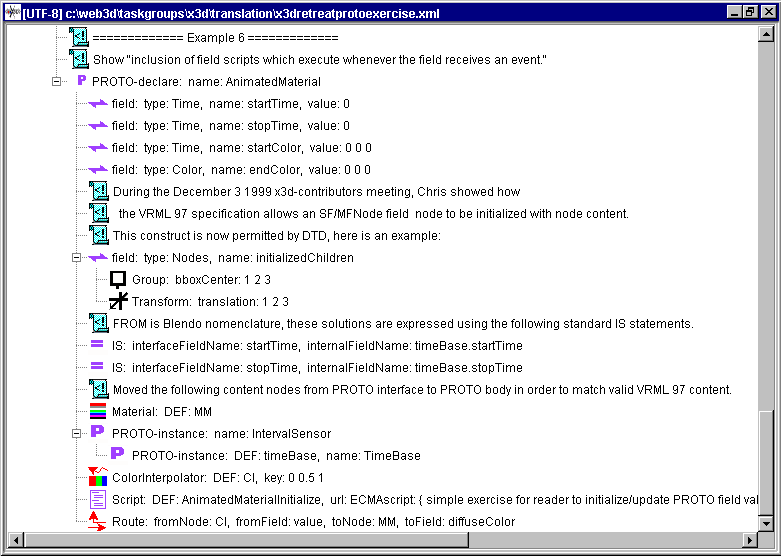 [UTF-8] c:\web3d\taskgroups\x3d\translation\x3dretreatprotoexercise.xml
============= Example 6 =============
Show "inclusion of field scripts which execute whenever the field receives an event."
PROTO-declare: name: AnimatedMaterial
field: type: Time, name: startTime, value: 0
field: type: Time, name: stopTime, value: 0
field: type: Time, name: startColor, value: 0 0 0
field: type: Color, name: endColor, value: 0 0 0
During the December 3 1999 x3d-contributors meeting, Chris showed how
the VRML 97 specification allows an SF/MFNode field node to be initialized with node content.
This construct is now permitted by DTD, here is an example:
field: type: Nodes, name: initializedChildren
Group: bboxCenter: 1 2 3
Transform: translation: 1 2 3
FROM is Blendo nomenclature, these solutions are expressed using the following standard IS statements.
IS: interfaceFieldName: startTime, internalFieldName: timeBase.startTime
IS: interfaceFieldName: stopTime, internalFieldName: timeBase.stopTime
Moved the following content nodes from PROTO interface to PROTO body in order to match valid VRML 97 content.
Material: DEF: MM
PROTO-instance: name: IntervalSensor
PROTO-instance: DEF: timeBase, name: TimeBase
ColorInterpolator: DEF: CI, key: 0 0.5 1
Script: DEF: AnimatedMaterialInitialize, url: ECMAscript: { simple exercise for reader to initialize/update PROTO field val
Route: fromNode: CI, fromField: value, toNode: MM, toField: diffuseColor